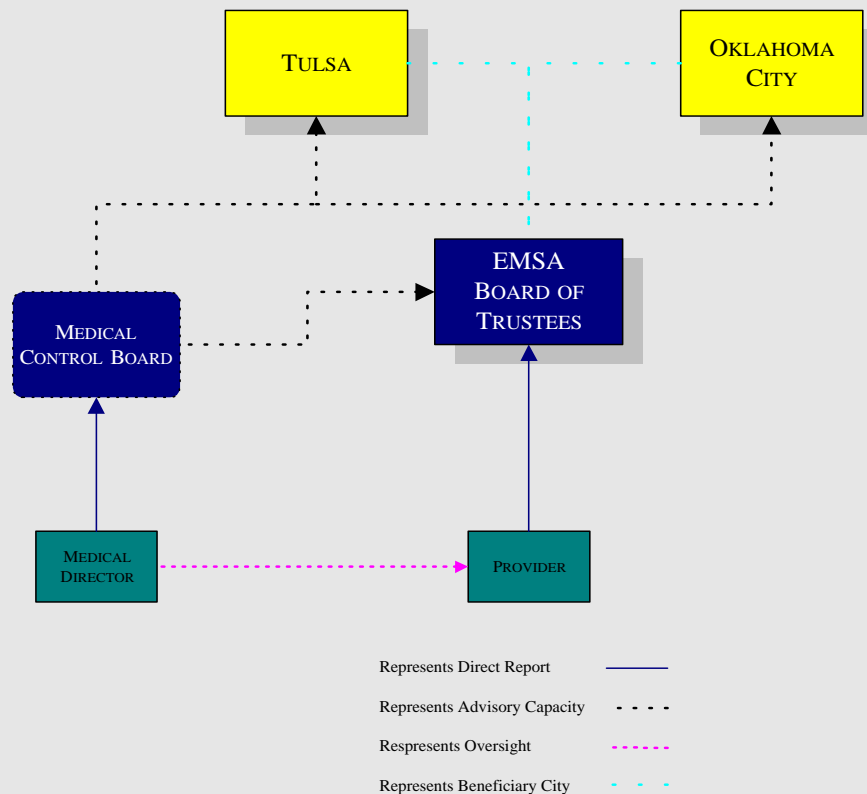 TULSA
OKLAHOMA
CITY
EMSA
BOARD OF
TRUSTEES
MEDICAL
CONTROL BOARD
MEDICAL
DIRECTOR
PROVIDER
Represents Direct Report
Represents Advisory Capacity
Respresents Oversight
Represents Beneficiary City